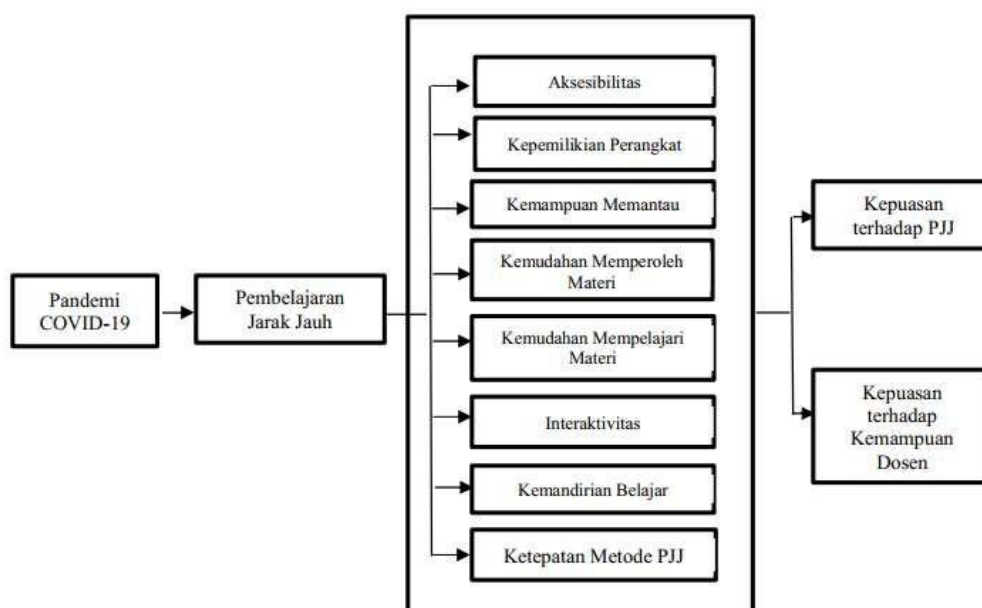 Pandemi
COVID-19
Pembelajaran
Jarak Jauh
Aksesibilitas
Kepemilikian Perangkat
Kemampuan Memantau
Kemudahan Memperoleh
Materi
Kemudahan Mempelajari
Materi
Interaktivitas
Kemandirian Belajar
Ketepatan Metode PJJ
Kepuasan
terhadap PJJ
Kepuasan
terhadap
Kemampuan
Dosen